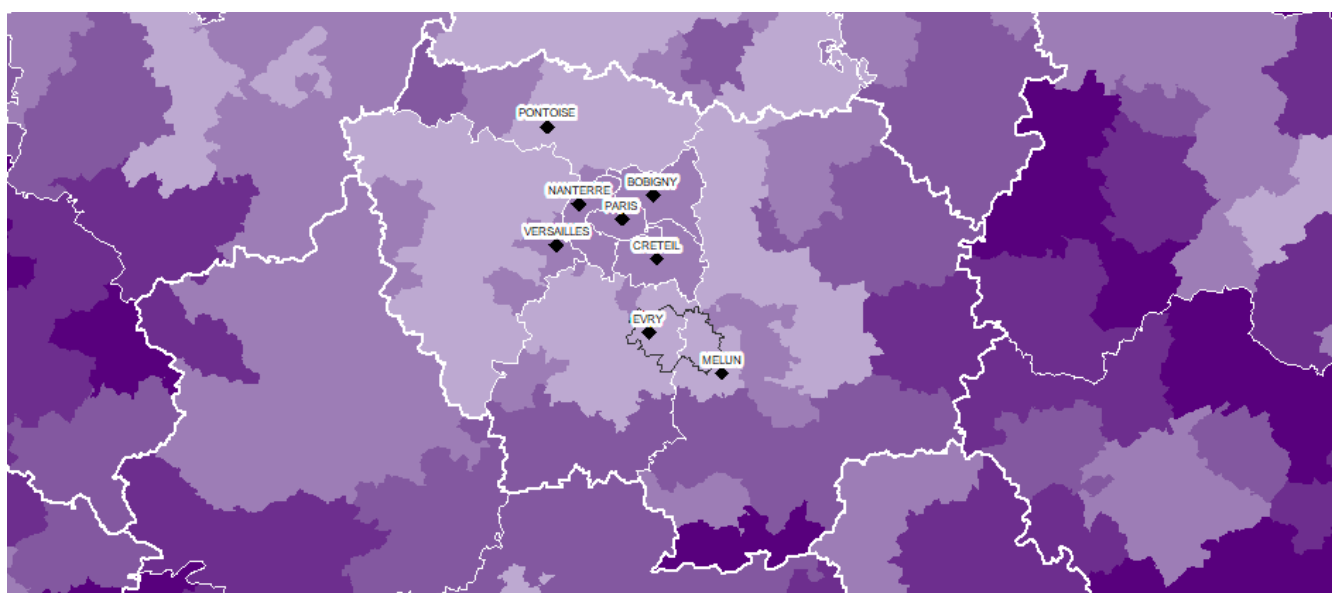 PONTOISE
BOBIGNY
NANTERRE
PARIS
VERSAILLES
CRETEIL
EVRY
MELUN